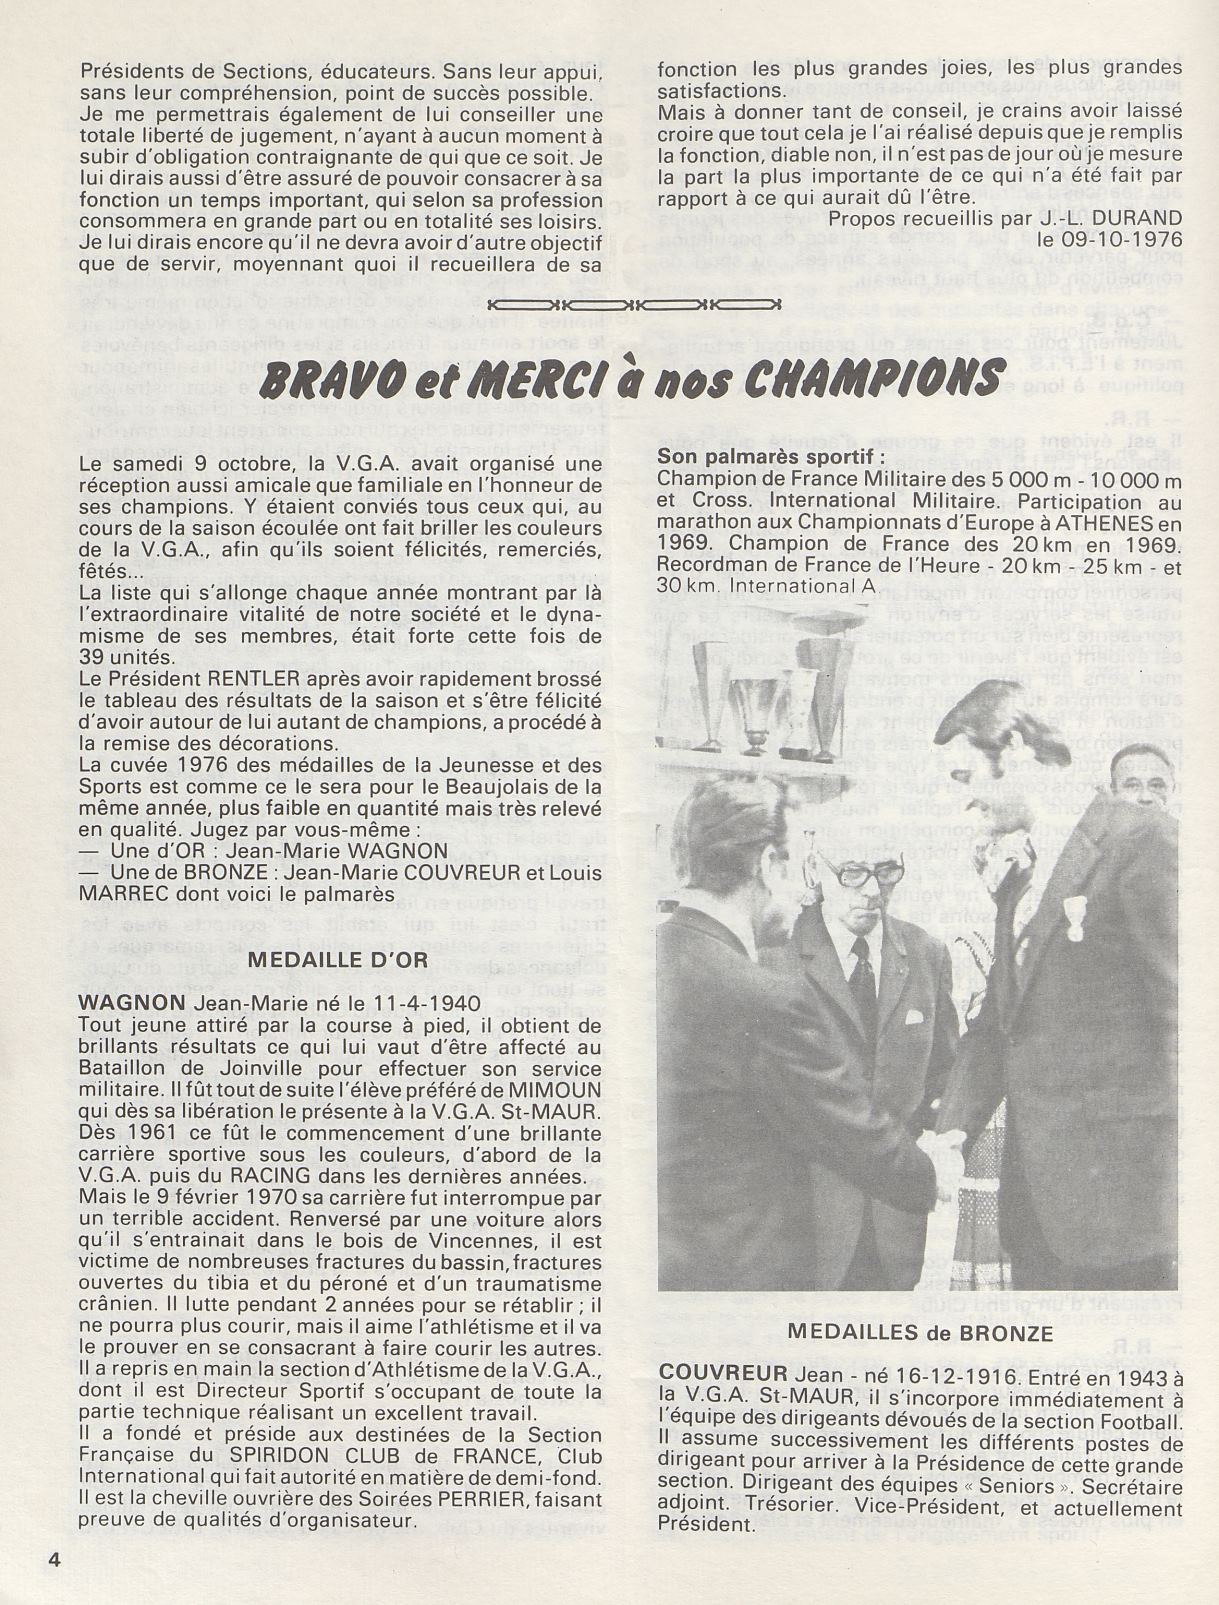 Présidents de Sections, éducateurs. Sans leur appui,
sans leur compréhension, point de succès possible.
Je me permettrais également de lui conseiller une
totale liberté de jugement, n'ayant à aucun moment à
subir d'obligation contraignante de qui que ce soit. Je
lui dirais aussi d'être assuré de pouvoir consacrer à sa
fonction un temps important, qui selon sa profession
consommera en grande part ou en totalité ses loisirs.
Je lui dirais encore qu'il ne devra avoir d'autre objectif
que de servir, moyennant quoi il recueillera de sa
fonction les plus grandes joies, les plus grandes
satisfactions.
Mais à donner tant de conseil, je crains avoir laissé
croire que tout cela je l'ai réalisé depuis que je remplis
la fonction, diable non, il n'est pas de jour où je mesure
la part la plus importante de ce qui n'a été fait par
rapport à ce qui aurait dû l'être.
Propos recueillis par J.-L. DURAND
le 09-10-1976
BRAVO et MERCI à nos CHAMPIONS
Le samedi 9 octobre, la V.G.A. avait organisé une
réception aussi amicale que familiale en l'honneur de
ses champions. Y étaient conviés tous ceux qui, au
cours de la saison écoulée ont fait briller les couleurs
de la V.G.A., afin qu'ils soient félicités, remerciés,
fêtés...
La liste qui s'allonge chaque année montrant par là
l'extraordinaire vitalité de notre société et le dyna-
misme de ses membres, était forte cette fois de
39 unités.
Le Président RENTLER après avoir rapidement brossé
le tableau des résultats de la saison et s'être félicité
d'avoir autour de lui autant de champions, a procédé à
la remise des décorations.
La cuvée 1976 des médailles de la Jeunesse et des
Sports est comme ce le sera pour le Beaujolais de la
même année, plus faible en quantité mais très relevé
en qualité. Jugez par vous-même :
— Une d'OR : Jean-Marie WAGNON
— Une de BRONZE : Jean-Marie COUVREUR et Louis
MARREC dont voici le palmarès
MEDAILLE D'OR
WAGNON Jean-Marie né le 11-4-1940
Tout jeune attiré par la course à pied, il obtient de
brillants résultats ce qui lui vaut d'être affecté au
Bataillon de Joinville pour effectuer son service
militaire. Il fût tout de suite l'élève préféré de MIMOUN
qui dès sa libération le présente à la V.G.A. St-MAUR.
Dès 1961 ce fût le commencement d'une brillante
carrière sportive sous les couleurs, d'abord de la
V.G.A. puis du RACING dans les dernières années.
Mais le 9 février 1970 sa carrière fut interrompue par
un terrible accident. Renversé par une voiture alors
qu'il s'entrainait dans le bois de Vincennes, il est
victime de nombreuses fractures du bassin, fractures
ouvertes du tibia et du péroné et d'un traumatisme
crânien. Il lutte pendant 2 années pour se rétablir ; il
ne pourra plus courir, mais il aime l'athlétisme et il va
le prouver en se consacrant à faire courir les autres.
Il a repris en main la section d'Athlétisme de la V.G.A.,
dont il est Directeur Sportif s'occupant de toute la
partie technique réalisant un excellent travail.
Il a fondé et préside aux destinées de la Section
Française du SPIRIDON CLUB de FRANCE, Club
International qui fait autorité en matière de demi-fond.
Il est la cheville ouvrière des Soirées PERRIER, faisant
preuve de qualités d'organisateur.
Son palmarès sportif :
Champion de France Militaire des 5 000 m - 10 000 m
et Cross. International Militaire. Participation au
marathon aux Championnats d'Europe à ATHENES en
1969. Champion de France des 20 km en 1969.
Recordman de France de l'Heure - 20 km - 25 km - et
30 km. International A.
MEDAILLES de BRONZE
COUVREUR Jean - né 16-12-1916. Entré en 1943 à
la V.G.A. St-MAUR, il s'incorpore immédiatement à
l'équipe des dirigeants dévoués de la section Football.
Il assume successivement les différents postes de
dirigeant pour arriver à la Présidence de cette grande
section. Dirigeant des équipes « Seniors ». Secrétaire
adjoint. Trésorier. Vice-Président, et actuellement
Président.
4